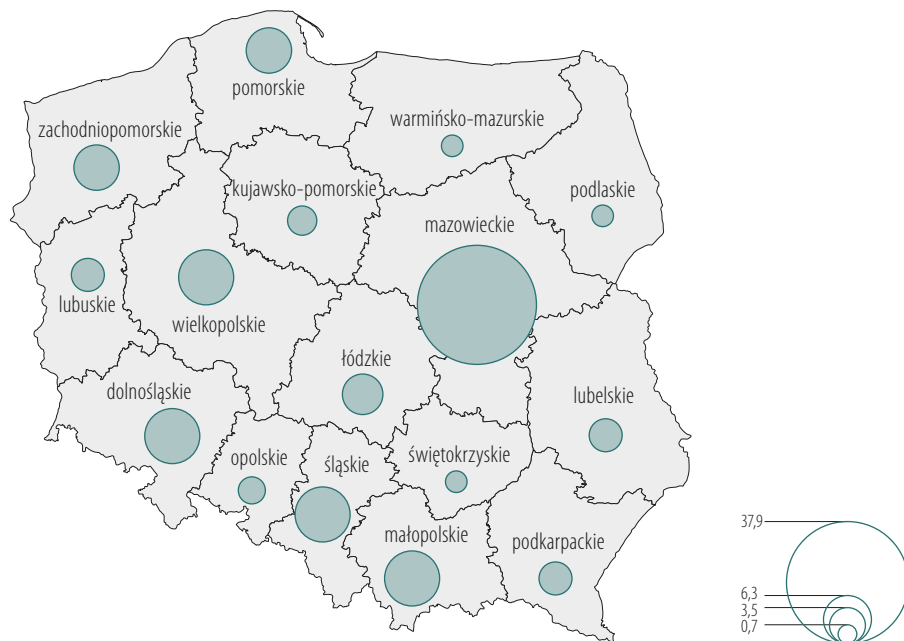 pomorskie
warmińsko-mazurskie
zachodniopomorskie
kujawsko-pomorskie
podlaskie
mazowieckie
lubuskie
wielkopolskie
łódzkie
dolnośląskie
lubelskie
opolskie
śląskie
świętokrzyskie
małopolskie
podkarpackie
37,9
6,3
3,5
0,7